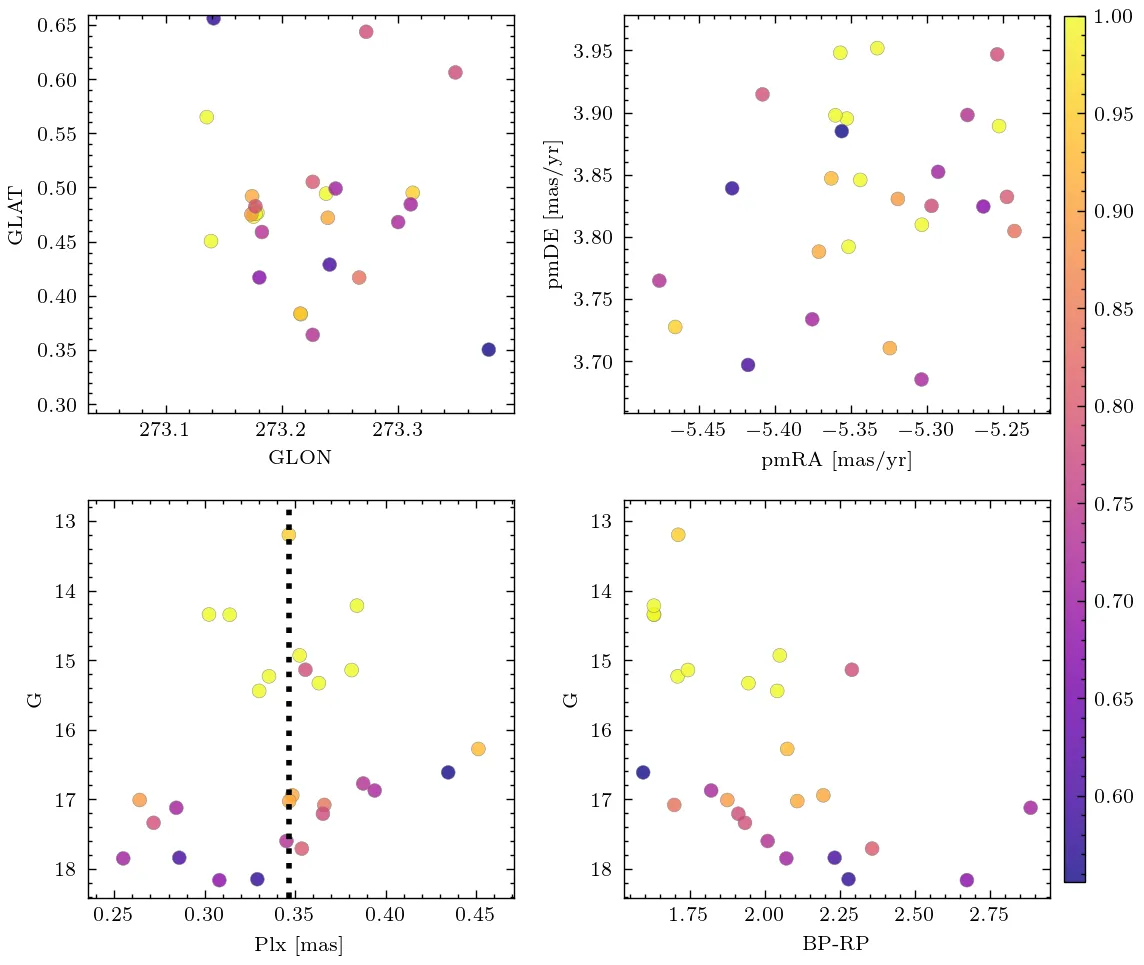 0.65
0.60
0.55
0.50
0.45
0.40
0.35
0.30
GLAT
273.1 273.2 273.3
GLON
3.95
3.90
3.85
3.80
3.75
3.70
pmDE [mas/yr]
−5.45 −5.40 −5.35 −5.30 −5.25
pmRA [mas/yr]
1.00
0.95
0.90
0.85
0.80
0.75
0.70
0.65
0.60
13
14
15
16
17
18
G
0.25 0.30 0.35 0.40 0.45
Plx [mas]
13
14
15
16
17
18
G
1.75 2.00 2.25 2.50 2.75
BP-RP